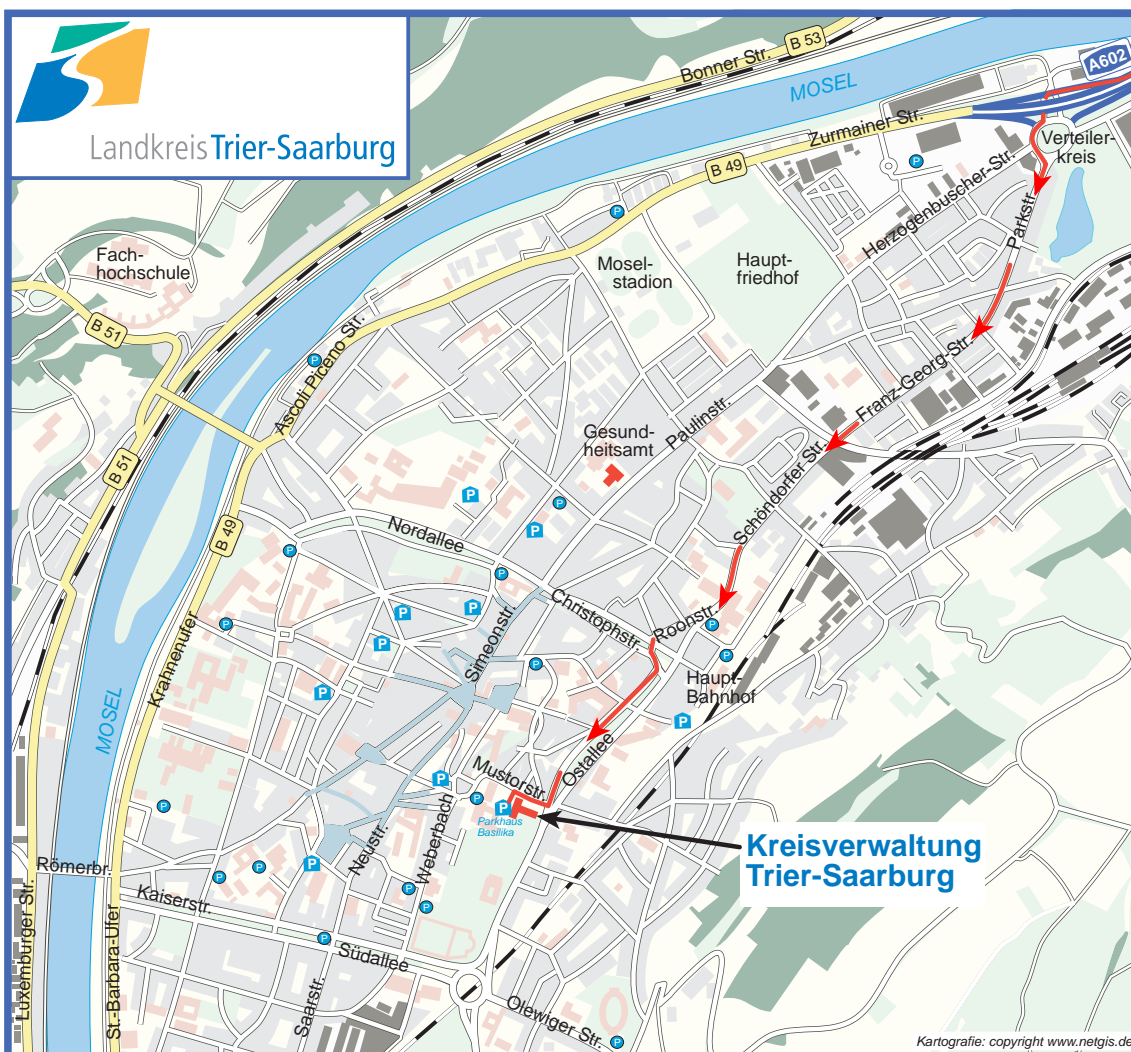 Landkreis Trier-Saarburg
Bonner Str.
B 53
MOSEL
A602
Zurmainer Str.
Verteiler-
kreis
B 49
P
Herzogenbuscher-Str.
Parkstr.
Fach-
hochschule
Mosel-
stadion
Haupt-
friedhof
P
B 51
Ascoli Piceno Str.
P
Franz-Georg-Str.
Paulinstr.
Gesund-
heitsamt
Schöndorfer Str.
B 51
P
P
P
B 49
Nordallee
P
P
Christophstr.
Roonstr.
P
P
P
P
P
Simeonstr.
P
P
Haupt-
Bahnhof
Krahnenufer
P
P
MOSEL
Ostallee
Mustorstr.
P
P
P
P
Parkhaus
Basilika
Kreisverwaltung
Trier-Saarburg
Neustr.
Weberbach
Römerbr.
P
P
P
P
P
Kaiserstr.
Luxemburger Str.
St.-Barbara-Ufer
P
Südallee
Saarstr.
Olewiger Str.
P
Kartografie: copyright www.netgis.de